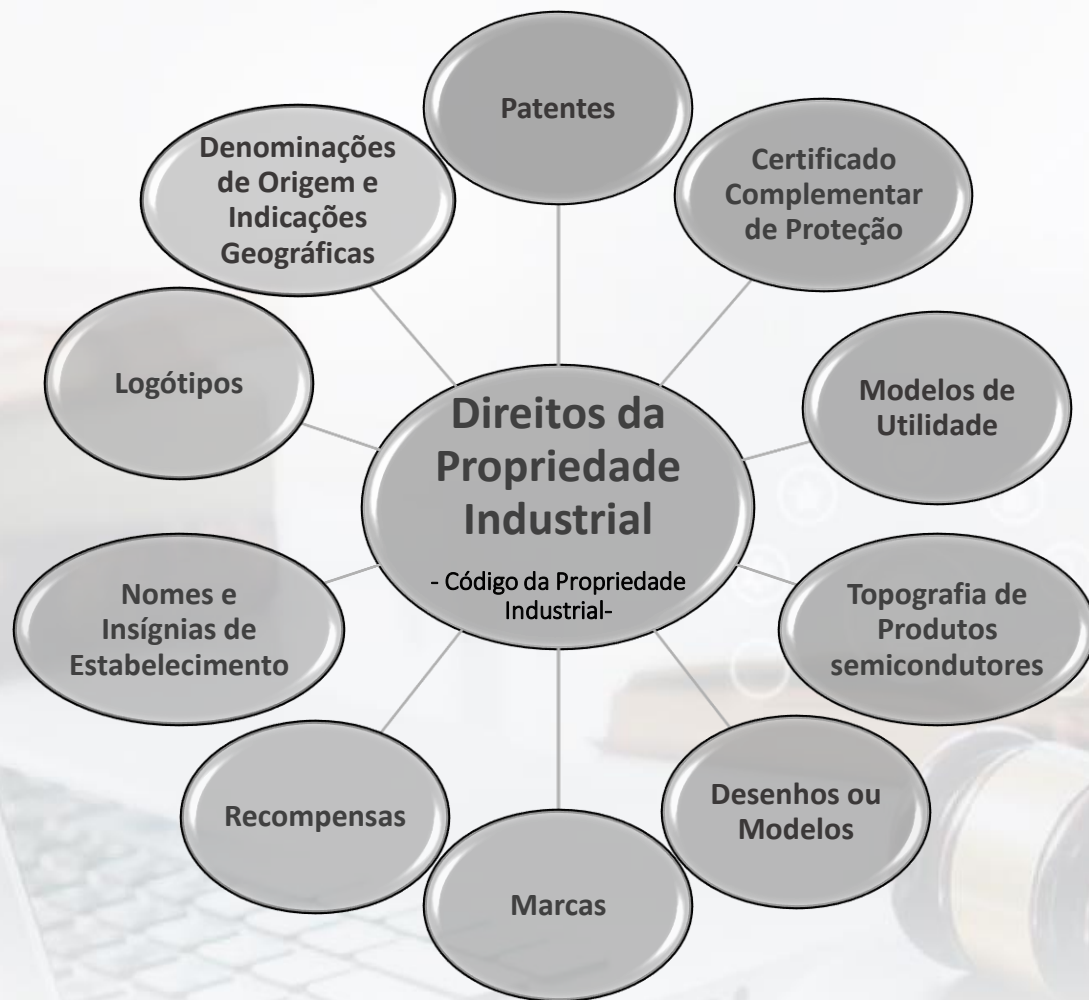 Patentes
Certificado
Complementar
de Proteção
Modelos de
Utilidade
Topografia de
Produtos
semicondutores
Desenhos ou
Modelos
Marcas
Recompensas
Nomes e
Insígnias de
Estabelecimento
Logótipos
Denominações
de Origem e
Indicações
Geográficas
Direitos da
Propriedade
Industrial
- Código da Propriedade
Industrial-